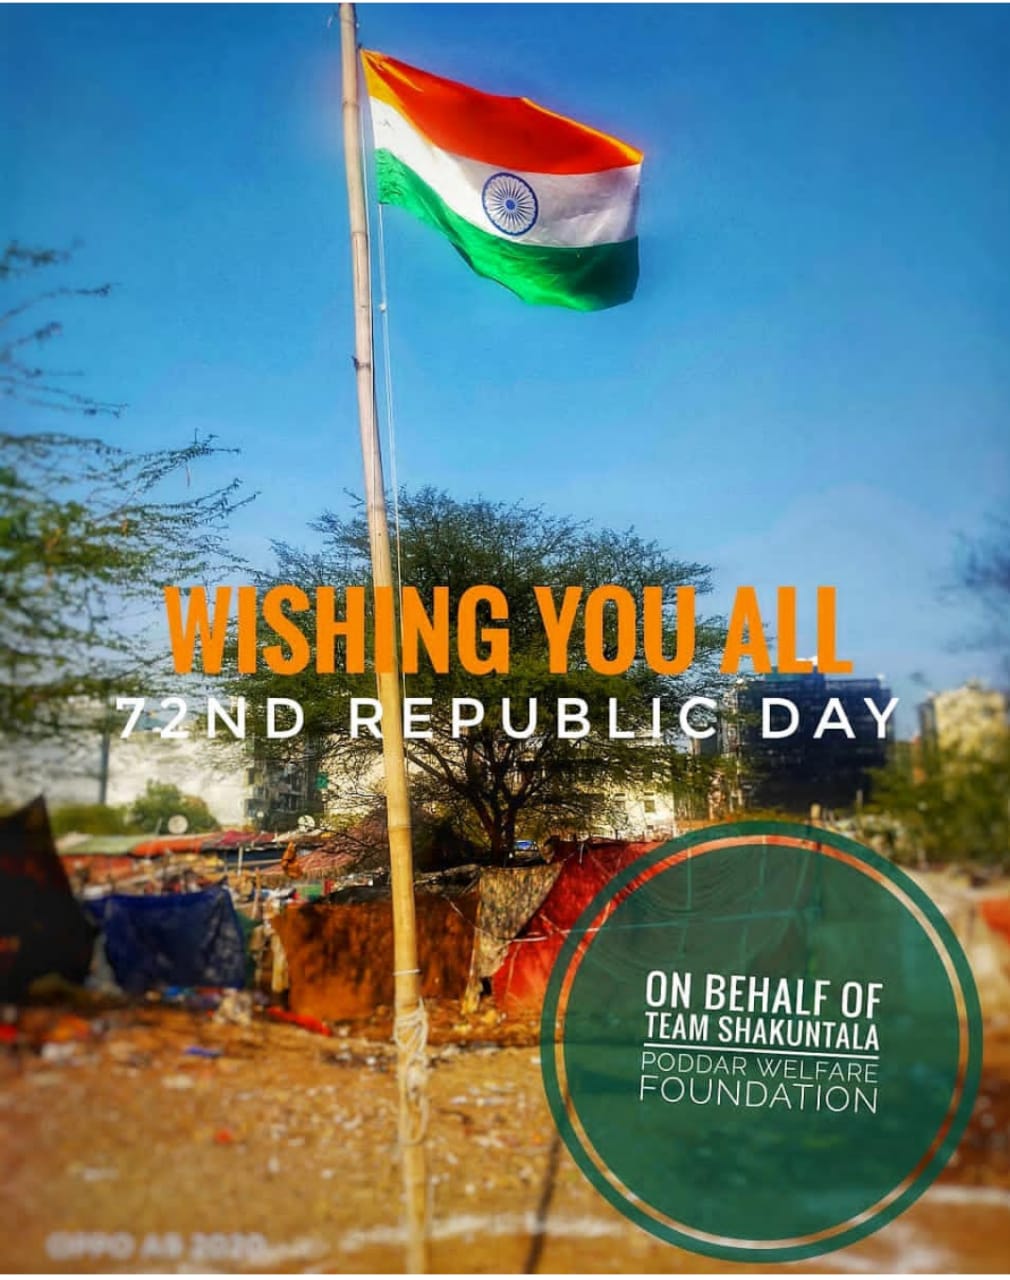 WISHING YOU ALL
72ND REPUBLIC DAY
ON BEHALF OF
TEAM SHAKUNTALA
PODDAR WELFARE
FOUNDATION
OPPO A9 2020